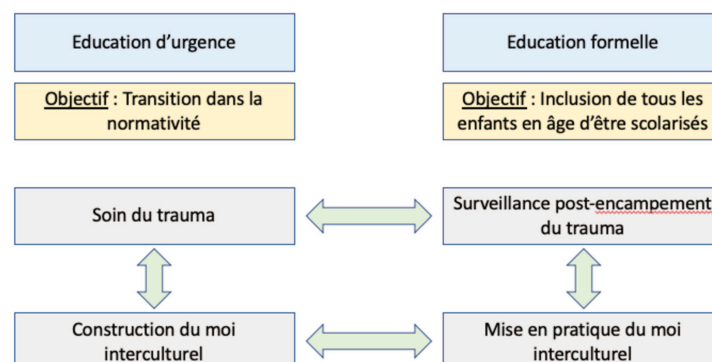 Education d’urgence
Education formelle
Objectif : Transition dans la
normativité
Objectif : Inclusion de tous les
enfants en âge d’être scolarisés
Soin du trauma
Surveillance post-encampement
du trauma
Construction du moi
interculturel
Mise en pratique du moi
interculturel